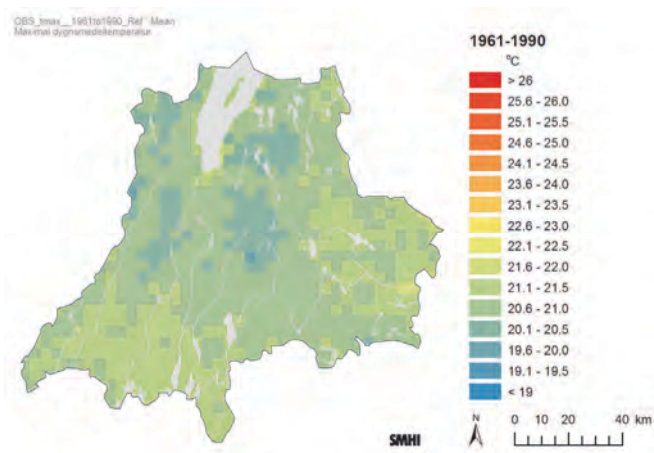 OBS_tmax__1961to1990_Ref Mean
Maximal dygnsmedeltemperatur
1961-1990
°C
> 26
25.6 - 26.0
25.1 - 25.5
24.6 - 25.0
24.1 - 24.5
23.6 - 24.0
23.1 - 23.5
22.6 - 23.0
22.1 - 22.5
21.6 - 22.0
21.1 - 21.5
20.6 - 21.0
20.1 - 20.5
19.6 - 20.0
19.1 - 19.5
< 19
SMHI
N
0 10 20 40 km